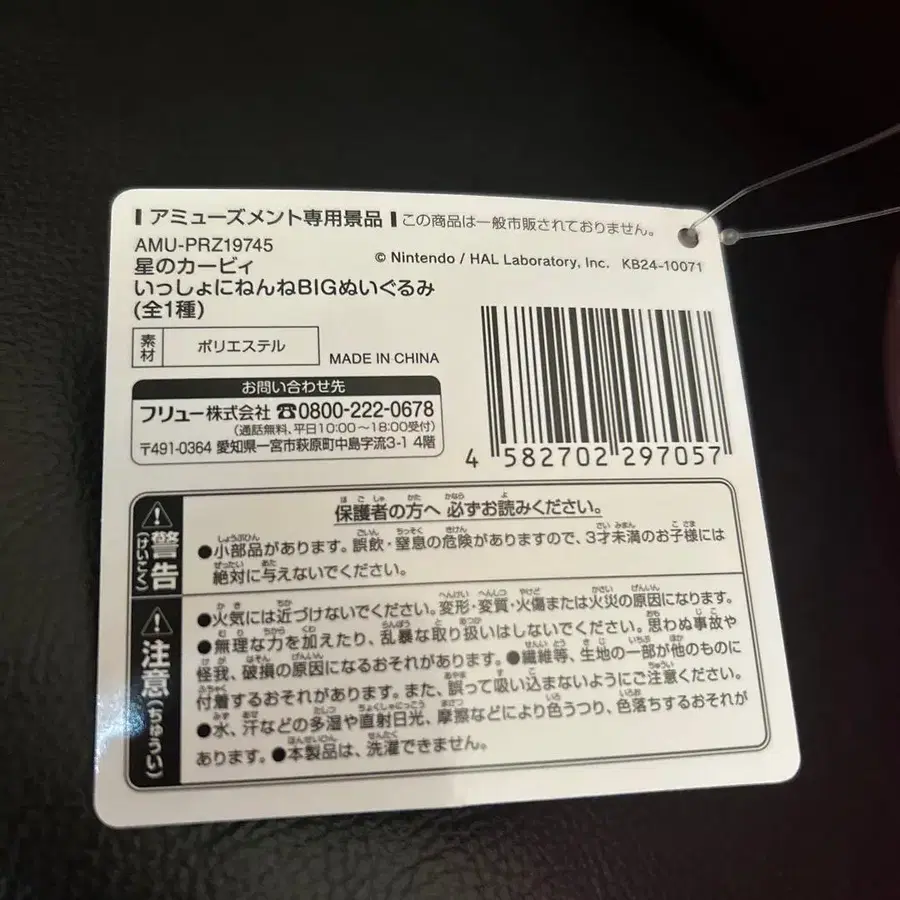 アミューズメント専用景品 この商品は一般市販されておりません。
AMU-PRZ19745
© Nintendo / HAL Laboratory, Inc. KB24-10071
星のカービィ
いっしょにねんねBIGぬいぐるみ
(全1種)
素材 ポリエステル
MADE IN CHINA
お問い合わせ先
フリュー株式会社 ☎0800-222-0678
(通話無料、平日10:00〜18:00受付)
〒491-0364 愛知県一宮市萩原町中島字流3-1 4階
4 582702 297057
⚠警告(けいこく)
保護者の方へ 必ずお読みください。
●小部品があります。誤飲・窒息の危険がありますので、3才未満のお子様には
絶対に与えないでください。
⚠注意(ちゅうい)
●火気には近づけないでください。変形・変質・火傷または火災の原因になります。
●無理な力を加えたり、乱暴な取り扱いはしないでください。思わぬ事故や
怪我、破損の原因になるおそれがあります。●繊維等、生地の一部が他のものに
付着するおそれがあります。また、誤って吸い込まないようにご注意ください。
●水、汗などの多湿や直射日光、摩擦などにより色うつり、色落ちするおそれが
あります。●本製品は、洗濯できません。